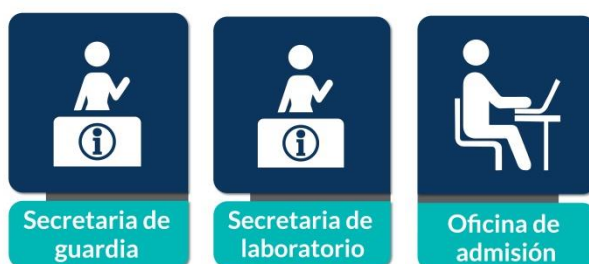 Secretaria de
guardia
Secretaria de
laboratorio
Oficina de
admisión